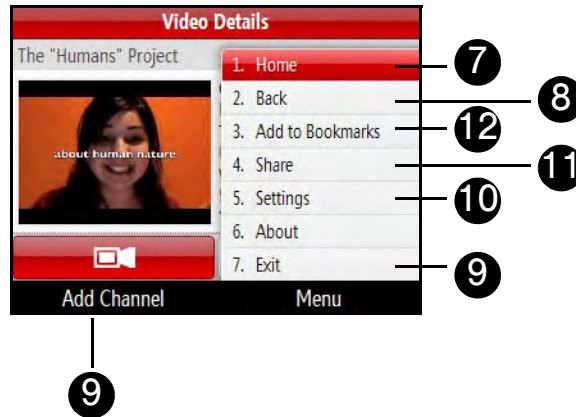 Video Details
The "Humans" Project
about human nature
1. Home
2. Back
3. Add to Bookmarks
4. Share
5. Settings
6. About
7. Exit
Add Channel Menu
7
8
12
11
10
9
9